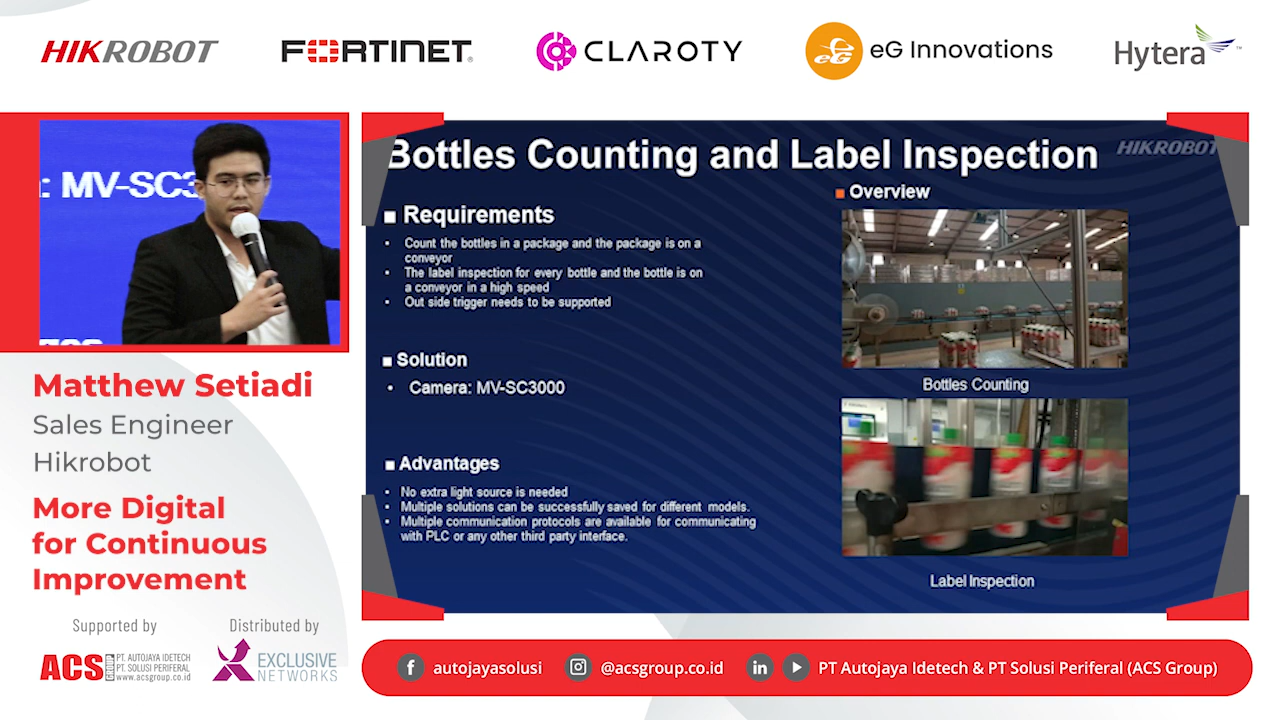 HIKROBOT
FORTINET
CLAROTY
eG Innovations
Hytera
: MV-SC3
Matthew Setiadi
Sales Engineer
Hikrobot
More Digital
for Continuous
Improvement
Supported by
Distributed by
ACS
PT. AUTOJAYA IDETECH
PT. SOLUSI PERIFERAL
www.acsgroup.co.id
EXCLUSIVE
NETWORKS
Bottles Counting and Label Inspection
HIKROBOT
■ Requirements
• Count the bottles in a package and the package is on a
conveyor
• The label inspection for every bottle and the bottle is on
a conveyor in a high speed
• Out side trigger needs to be supported
■ Solution
• Camera: MV-SC3000
■ Advantages
• No extra light source is needed
• Multiple solutions can be successfully saved for different models.
• Multiple communication protocols are available for communicating
with PLC or any other third party interface.
■ Overview
Bottles Counting
Label Inspection
autojayasolusi
@acsgroup.co.id
PT Autojaya Idetech & PT Solusi Periferal (ACS Group)